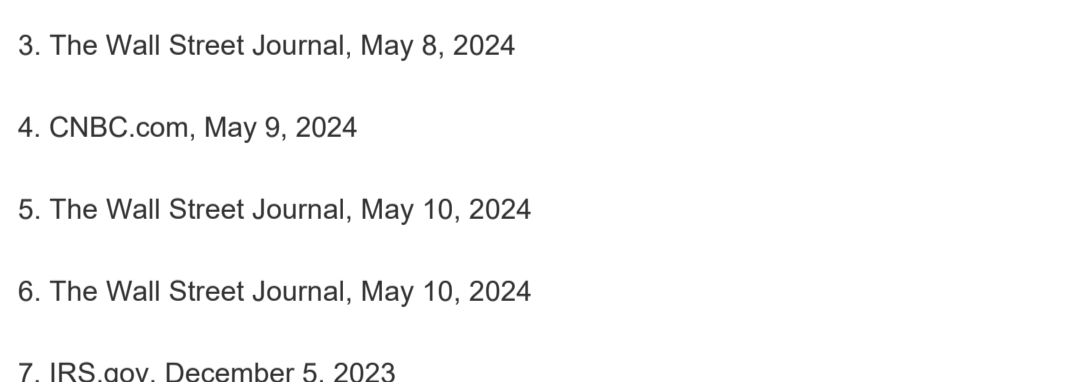 3. The Wall Street Journal, May 8, 2024
4. CNBC.com, May 9, 2024
5. The Wall Street Journal, May 10, 2024
6. The Wall Street Journal, May 10, 2024
7. IRS.gov, December 5, 2023